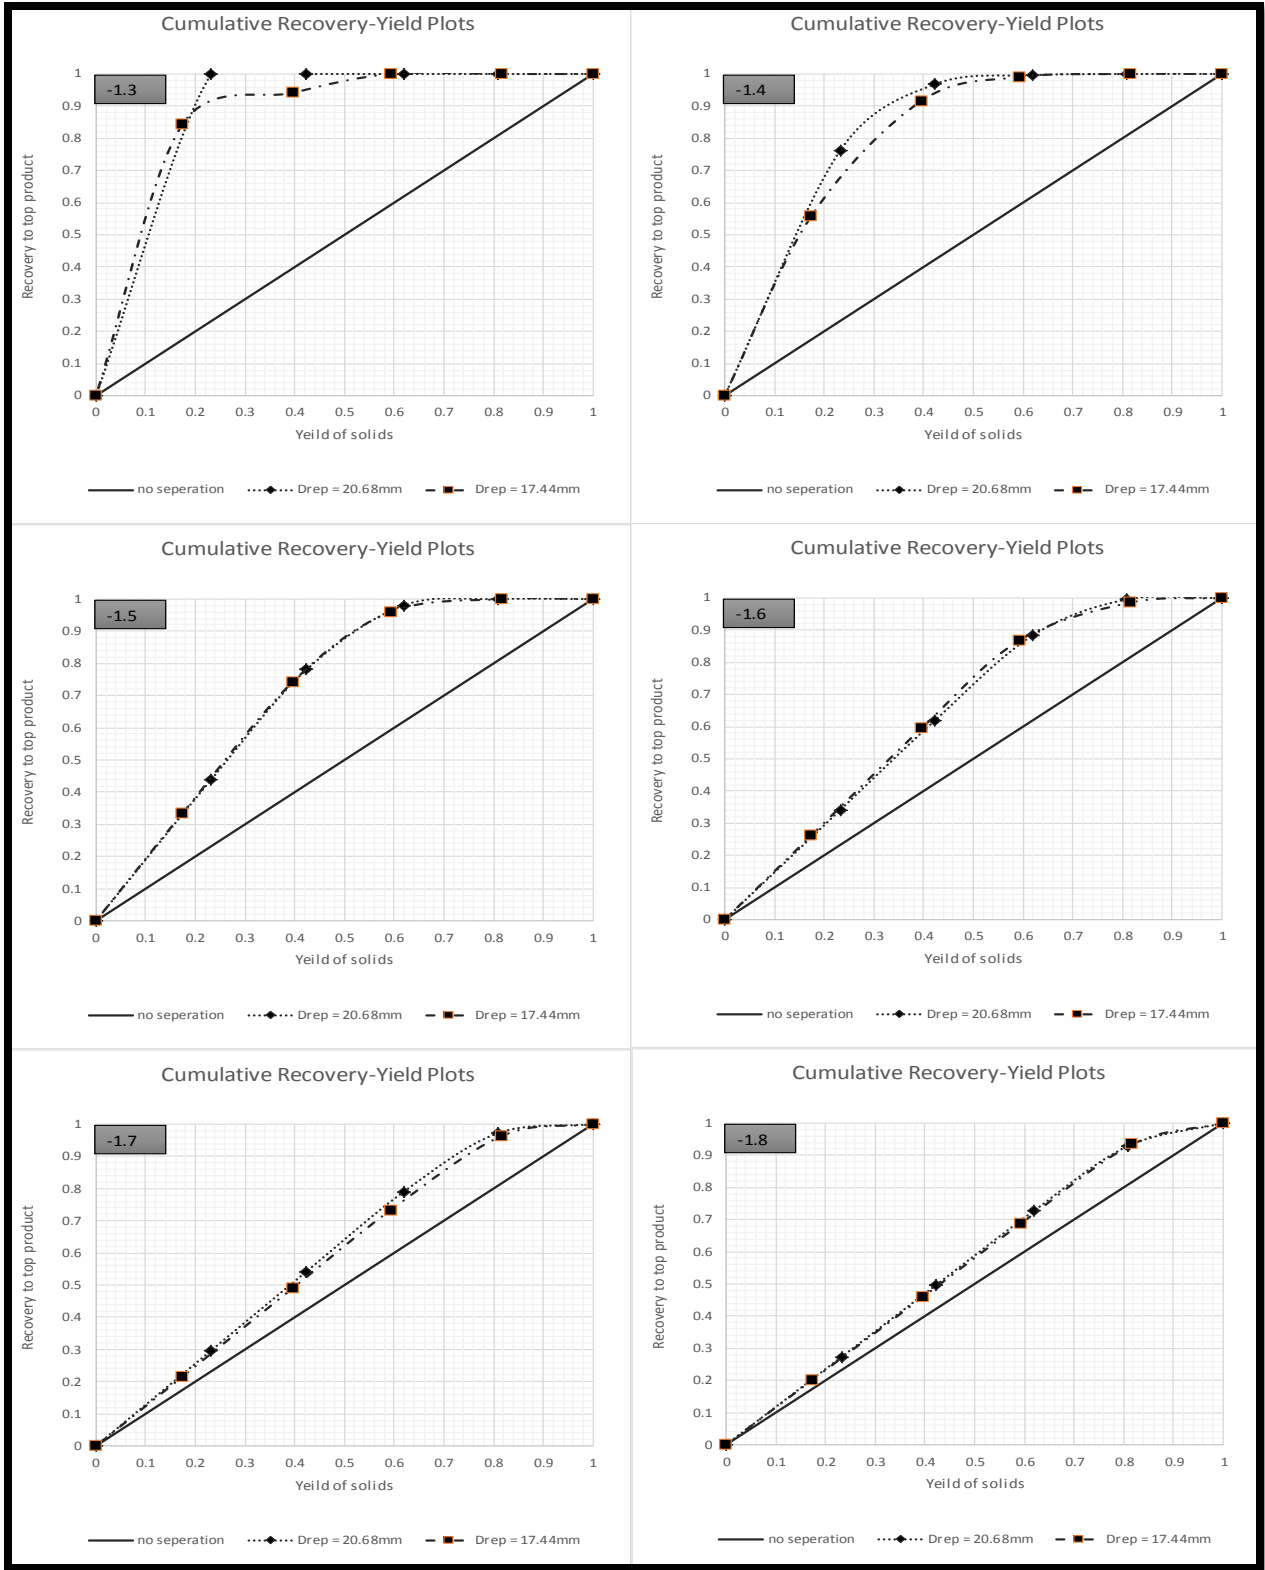 Cumulative Recovery-Yield Plots
-1.3
Recovery to top product
1
0.9
0.8
0.7
0.6
0.5
0.4
0.3
0.2
0.1
0
0 0.1 0.2 0.3 0.4 0.5 0.6 0.7 0.8 0.9 1
Yeild of solids
no seperation Drep = 20.68mm Drep = 17.44mm
Cumulative Recovery-Yield Plots
-1.4
Recovery to top product
1
0.9
0.8
0.7
0.6
0.5
0.4
0.3
0.2
0.1
0
0 0.1 0.2 0.3 0.4 0.5 0.6 0.7 0.8 0.9 1
Yeild of solids
no seperation Drep = 20.68mm Drep = 17.44mm
Cumulative Recovery-Yield Plots
-1.5
Recovery to top product
1
0.9
0.8
0.7
0.6
0.5
0.4
0.3
0.2
0.1
0
0 0.1 0.2 0.3 0.4 0.5 0.6 0.7 0.8 0.9 1
Yeild of solids
no seperation Drep = 20.68mm Drep = 17.44mm
Cumulative Recovery-Yield Plots
-1.6
Recovery to top product
1
0.9
0.8
0.7
0.6
0.5
0.4
0.3
0.2
0.1
0
0 0.1 0.2 0.3 0.4 0.5 0.6 0.7 0.8 0.9 1
Yeild of solids
no seperation Drep = 20.68mm Drep = 17.44mm
Cumulative Recovery-Yield Plots
-1.7
Recovery to top product
1
0.9
0.8
0.7
0.6
0.5
0.4
0.3
0.2
0.1
0
0 0.1 0.2 0.3 0.4 0.5 0.6 0.7 0.8 0.9 1
Yeild of solids
no seperation Drep = 20.68mm Drep = 17.44mm
Cumulative Recovery-Yield Plots
-1.8
Recovery to top product
1
0.9
0.8
0.7
0.6
0.5
0.4
0.3
0.2
0.1
0
0 0.1 0.2 0.3 0.4 0.5 0.6 0.7 0.8 0.9 1
Yeild of solids
no seperation Drep = 20.68mm Drep = 17.44mm